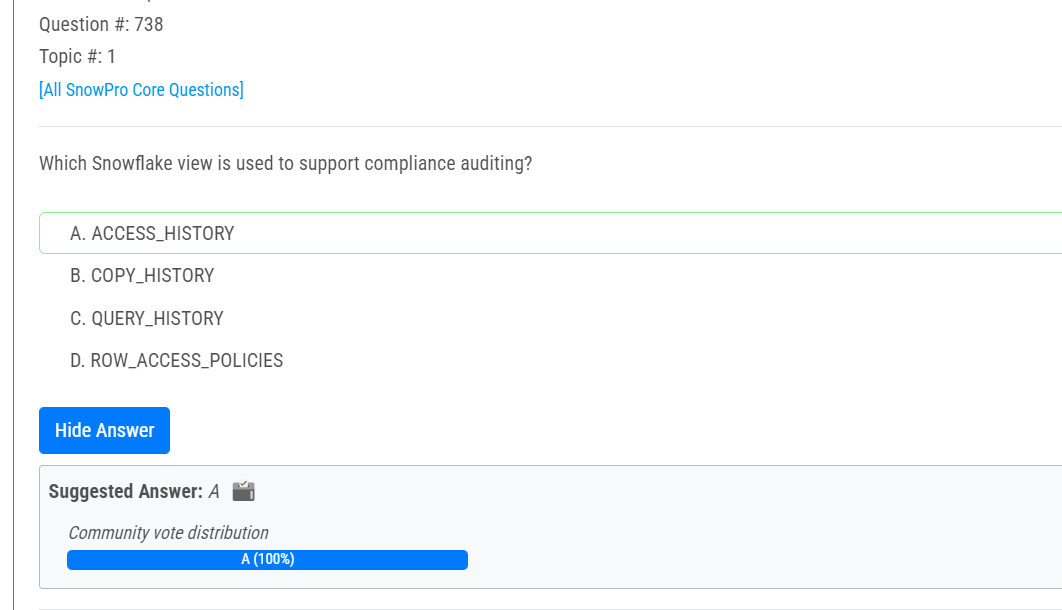 Question #: 738
Topic #: 1
[All SnowPro Core Questions]
Which Snowflake view is used to support compliance auditing?
A. ACCESS_HISTORY
B. COPY_HISTORY
C. QUERY_HISTORY
D. ROW_ACCESS_POLICIES
Hide Answer
Suggested Answer: A
Community vote distribution
A (100%)